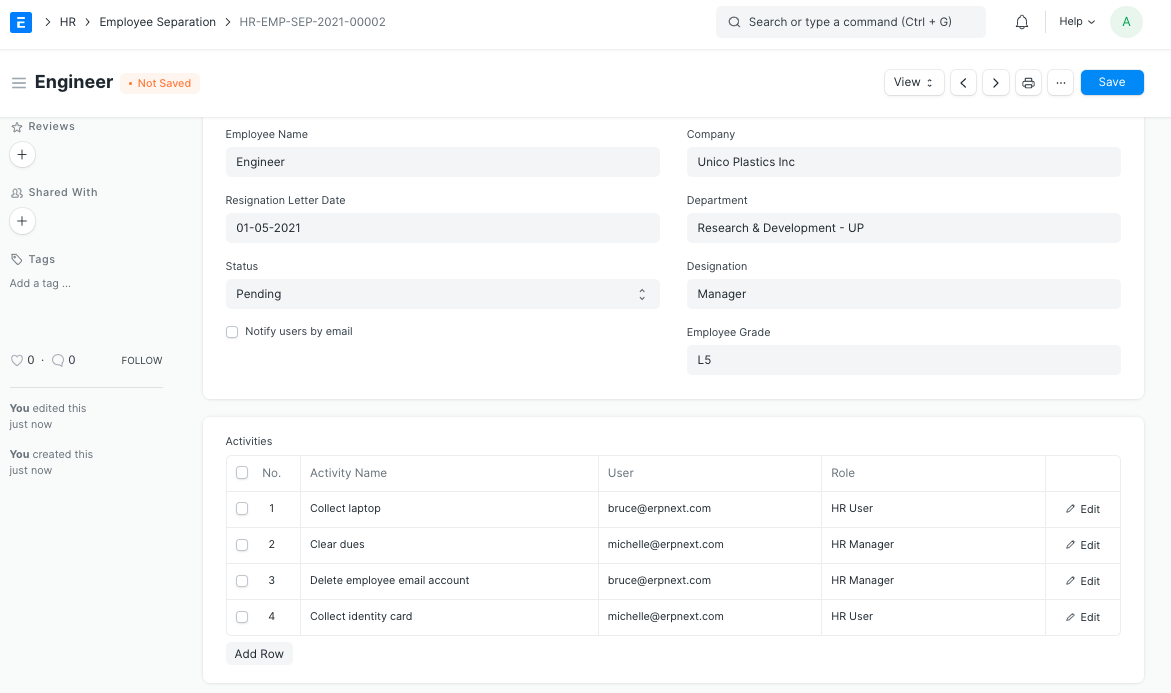 E HR Employee Separation HR-EMP-SEP-2021-00002 Search or type a command (Ctrl + G) Help A
Engineer • Not Saved View ... Save
Reviews
+
Shared With
+
Tags
Add a tag ...
0 · 0 FOLLOW
You edited this
just now
You created this
just now
Employee Name
Engineer
Resignation Letter Date
01-05-2021
Status
Pending
Notify users by email
Company
Unico Plastics Inc
Department
Research & Development - UP
Designation
Manager
Employee Grade
L5
Activities
No. Activity Name User Role
1 Collect laptop bruce@erpnext.com HR User Edit
2 Clear dues michelle@erpnext.com HR Manager Edit
3 Delete employee email account bruce@erpnext.com HR Manager Edit
4 Collect identity card michelle@erpnext.com HR User Edit
Add Row